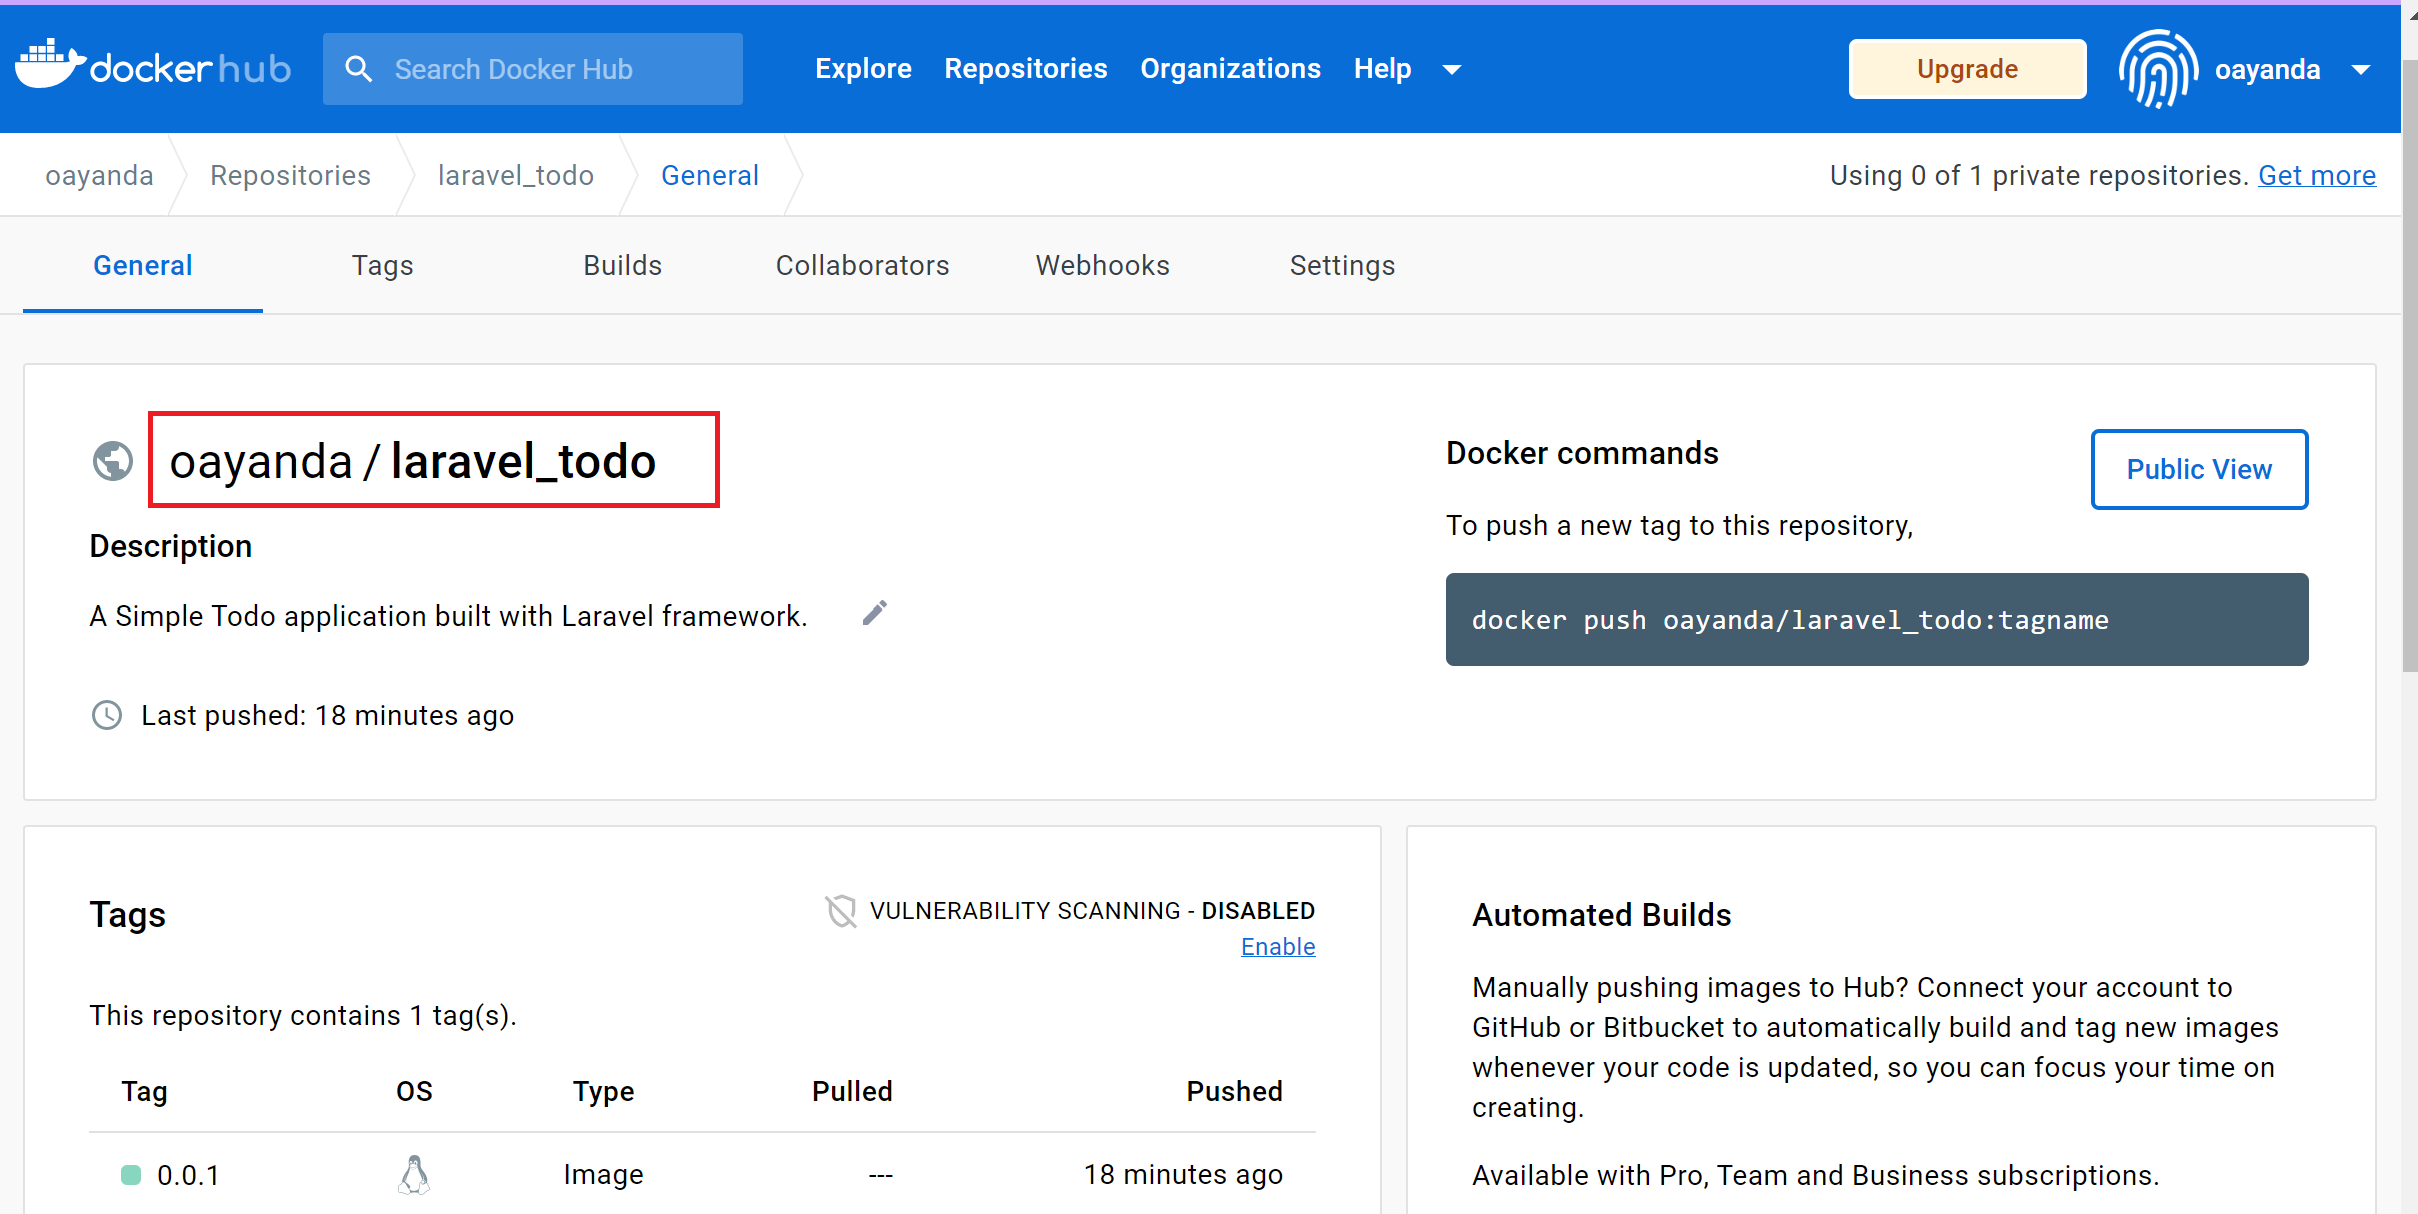 dockerhub Search Docker Hub Explore Repositories Organizations Help Upgrade oayanda
oayanda Repositories laravel_todo General Using 0 of 1 private repositories. Get more
General Tags Builds Collaborators Webhooks Settings
oayanda / laravel_todo
Description
A Simple Todo application built with Laravel framework.
Last pushed: 18 minutes ago
Docker commands
Public View
To push a new tag to this repository,
docker push oayanda/laravel_todo:tagname
Tags
VULNERABILITY SCANNING - DISABLED
Enable
This repository contains 1 tag(s).
Tag OS Type Pulled Pushed
0.0.1 Image --- 18 minutes ago
Automated Builds
Manually pushing images to Hub? Connect your account to
GitHub or Bitbucket to automatically build and tag new images
whenever your code is updated, so you can focus your time on
creating.
Available with Pro, Team and Business subscriptions.